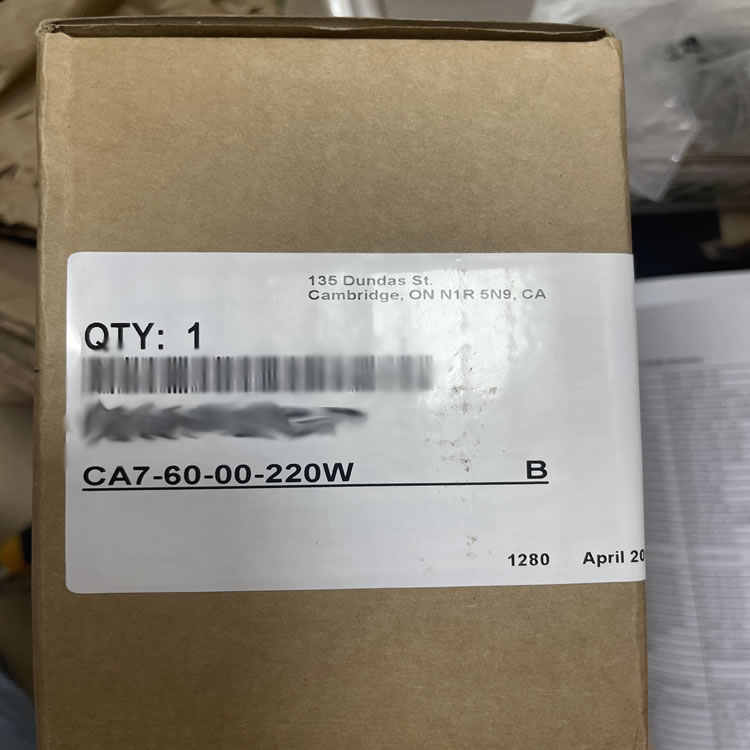 135 Dundas St.
Cambridge, ON N1R 5N9, CA
QTY: 1
CA7-60-00-220W B
1280 April 20